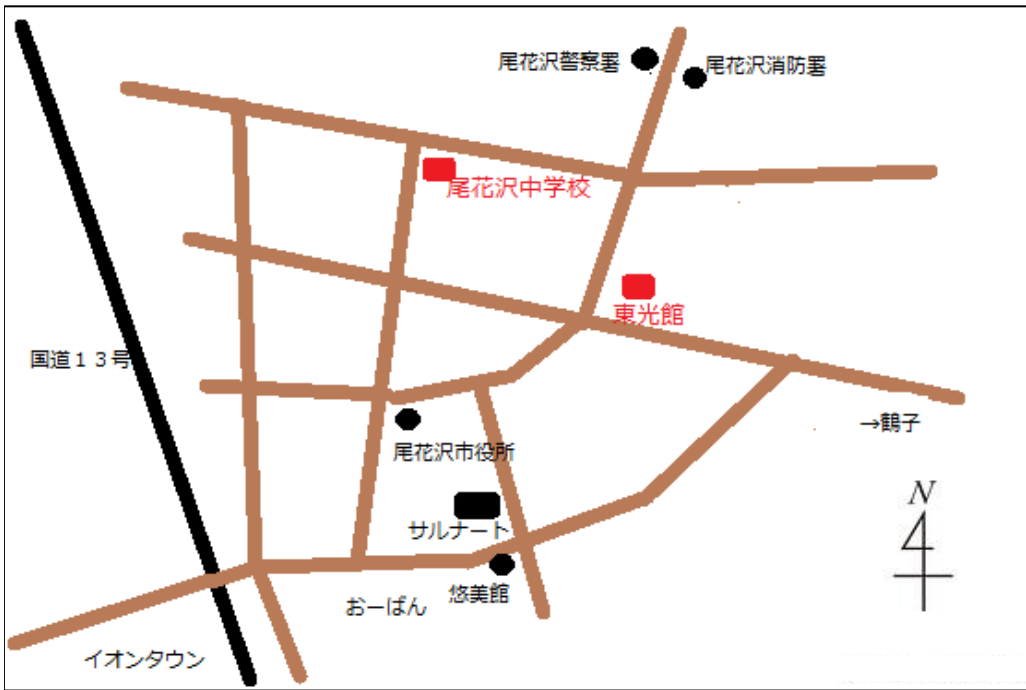 尾花沢警察署
尾花沢消防署
尾花沢中学校
東光館
国道１３号
→鶴子
尾花沢市役所
N
サルナート
悠美館
おーばん
イオンタウン